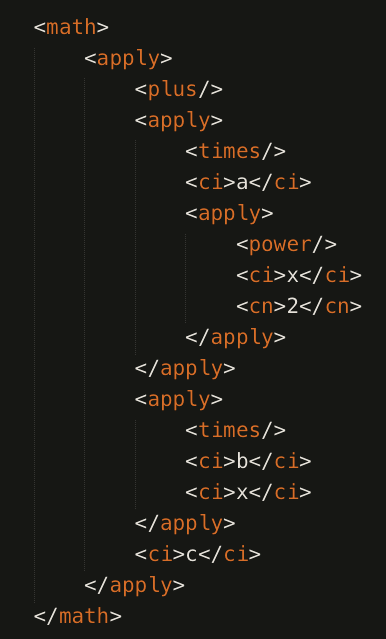 <math>
    <apply>
        <plus/>
        <apply>
            <times/>
            <ci>a</ci>
            <apply>
                <power/>
                <ci>x</ci>
                <cn>2</cn>
            </apply>
        </apply>
        <apply>
            <times/>
            <ci>b</ci>
            <ci>x</ci>
        </apply>
        <ci>c</ci>
    </apply>
</math>